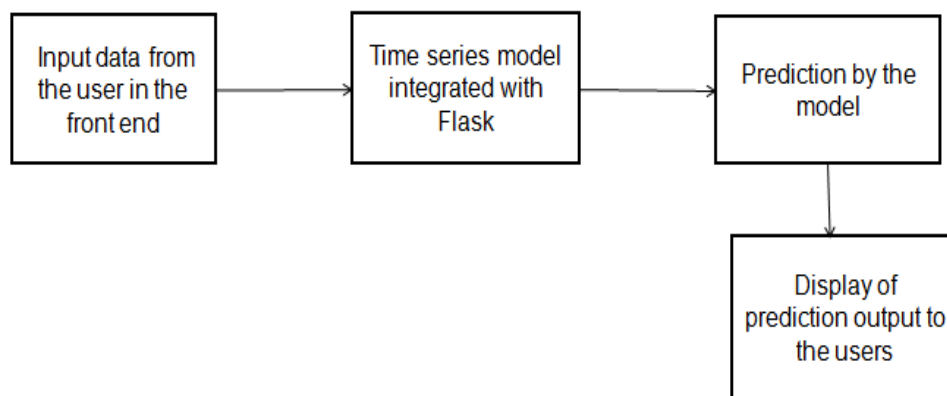 Input data from
the user in the
front end
Time series model
integrated with
Flask
Prediction by the
model
Display of
prediction output to
the users